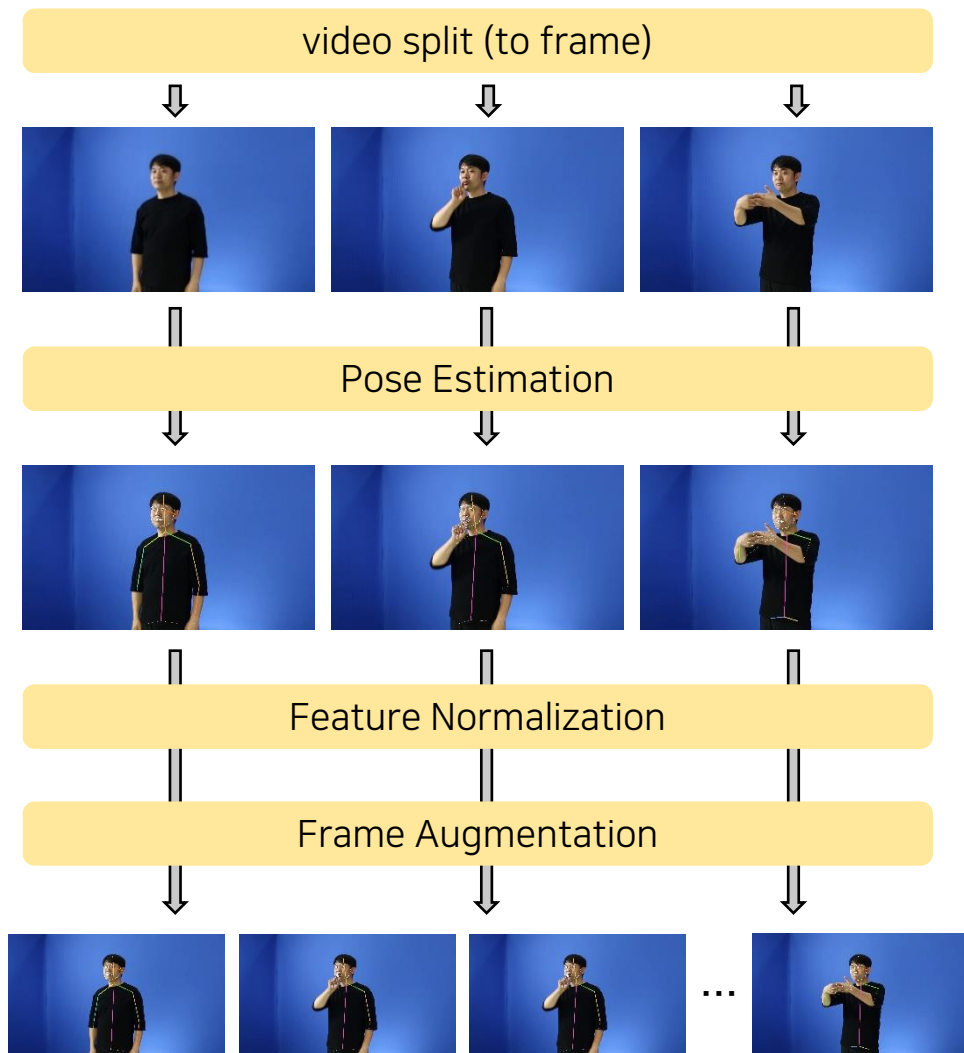 video split (to frame)
Pose Estimation
Feature Normalization
Frame Augmentation
...